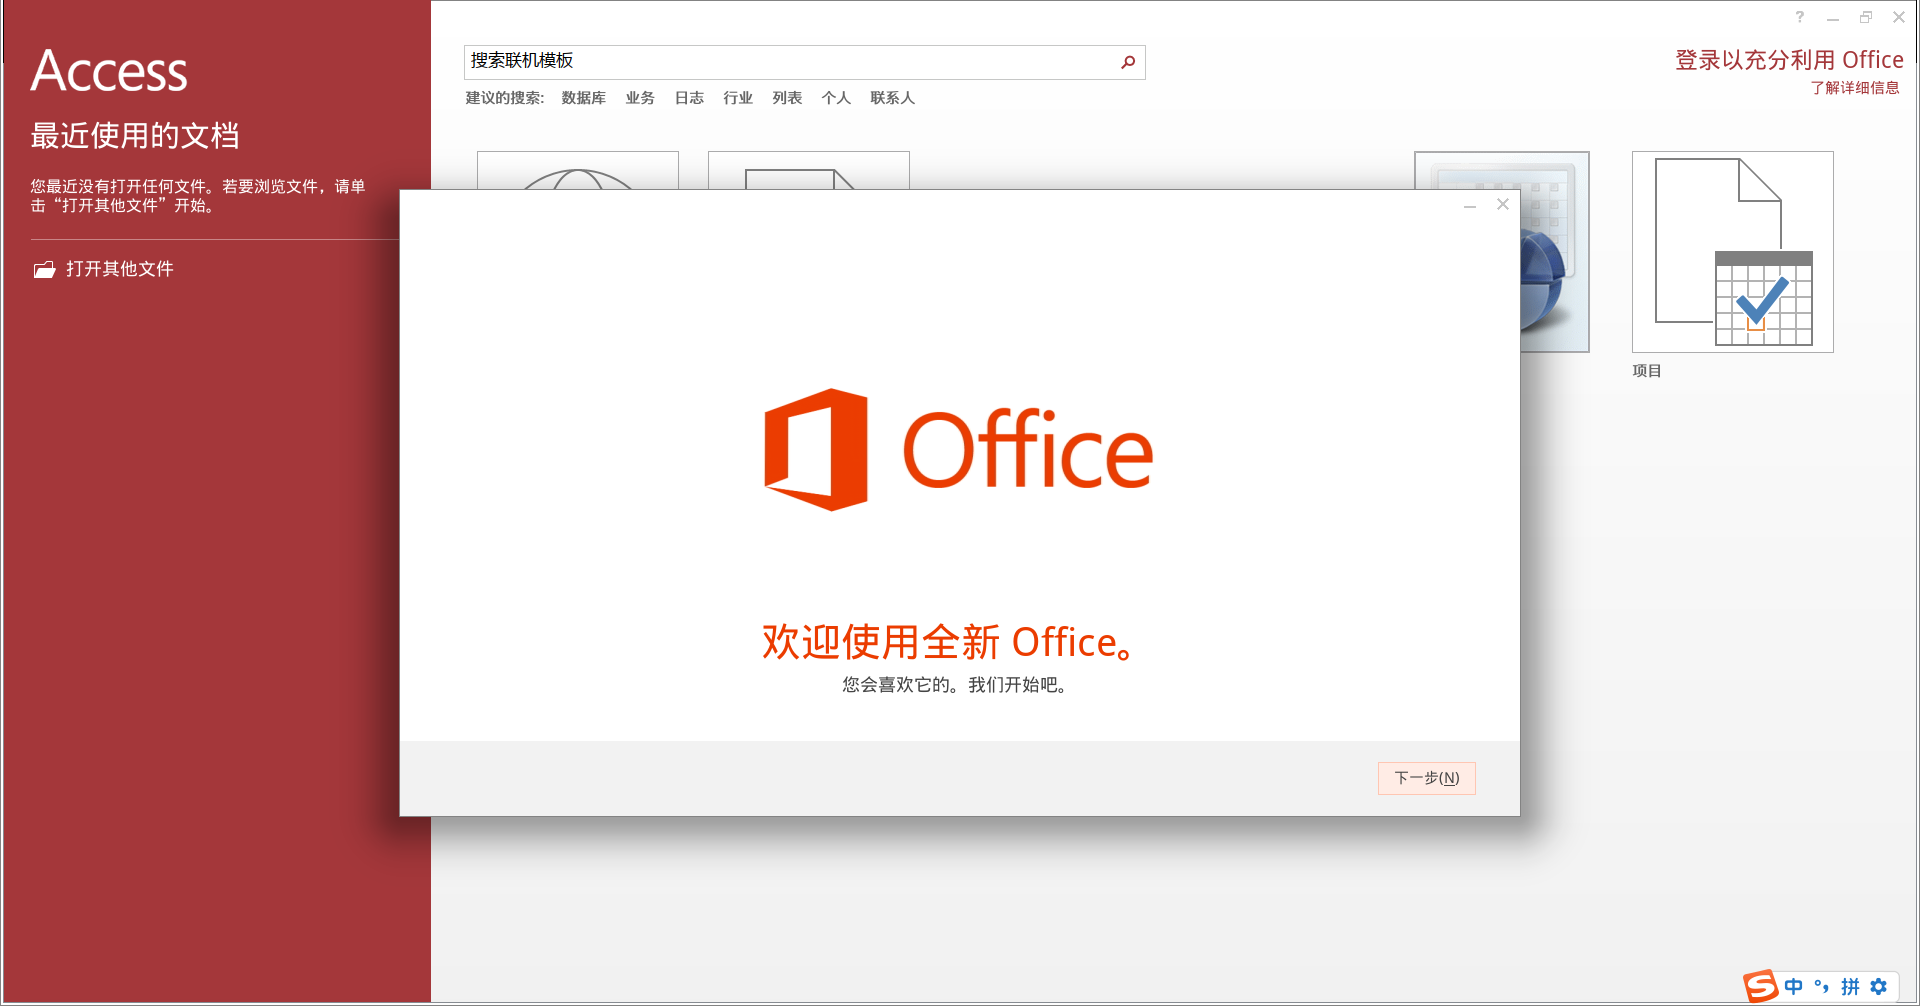 Access
最近使用的文档
您最近没有打开任何文件。若要浏览文件，请单
击“打开其他文件”开始。
打开其他文件
?
搜索联机模板
建议的搜索: 数据库 业务 日志 行业 列表 个人 联系人
登录以充分利用 Office
了解详细信息
项目
Office
欢迎使用全新 Office。
您会喜欢它的。我们开始吧。
下一步(N)
S 中 °, 拼